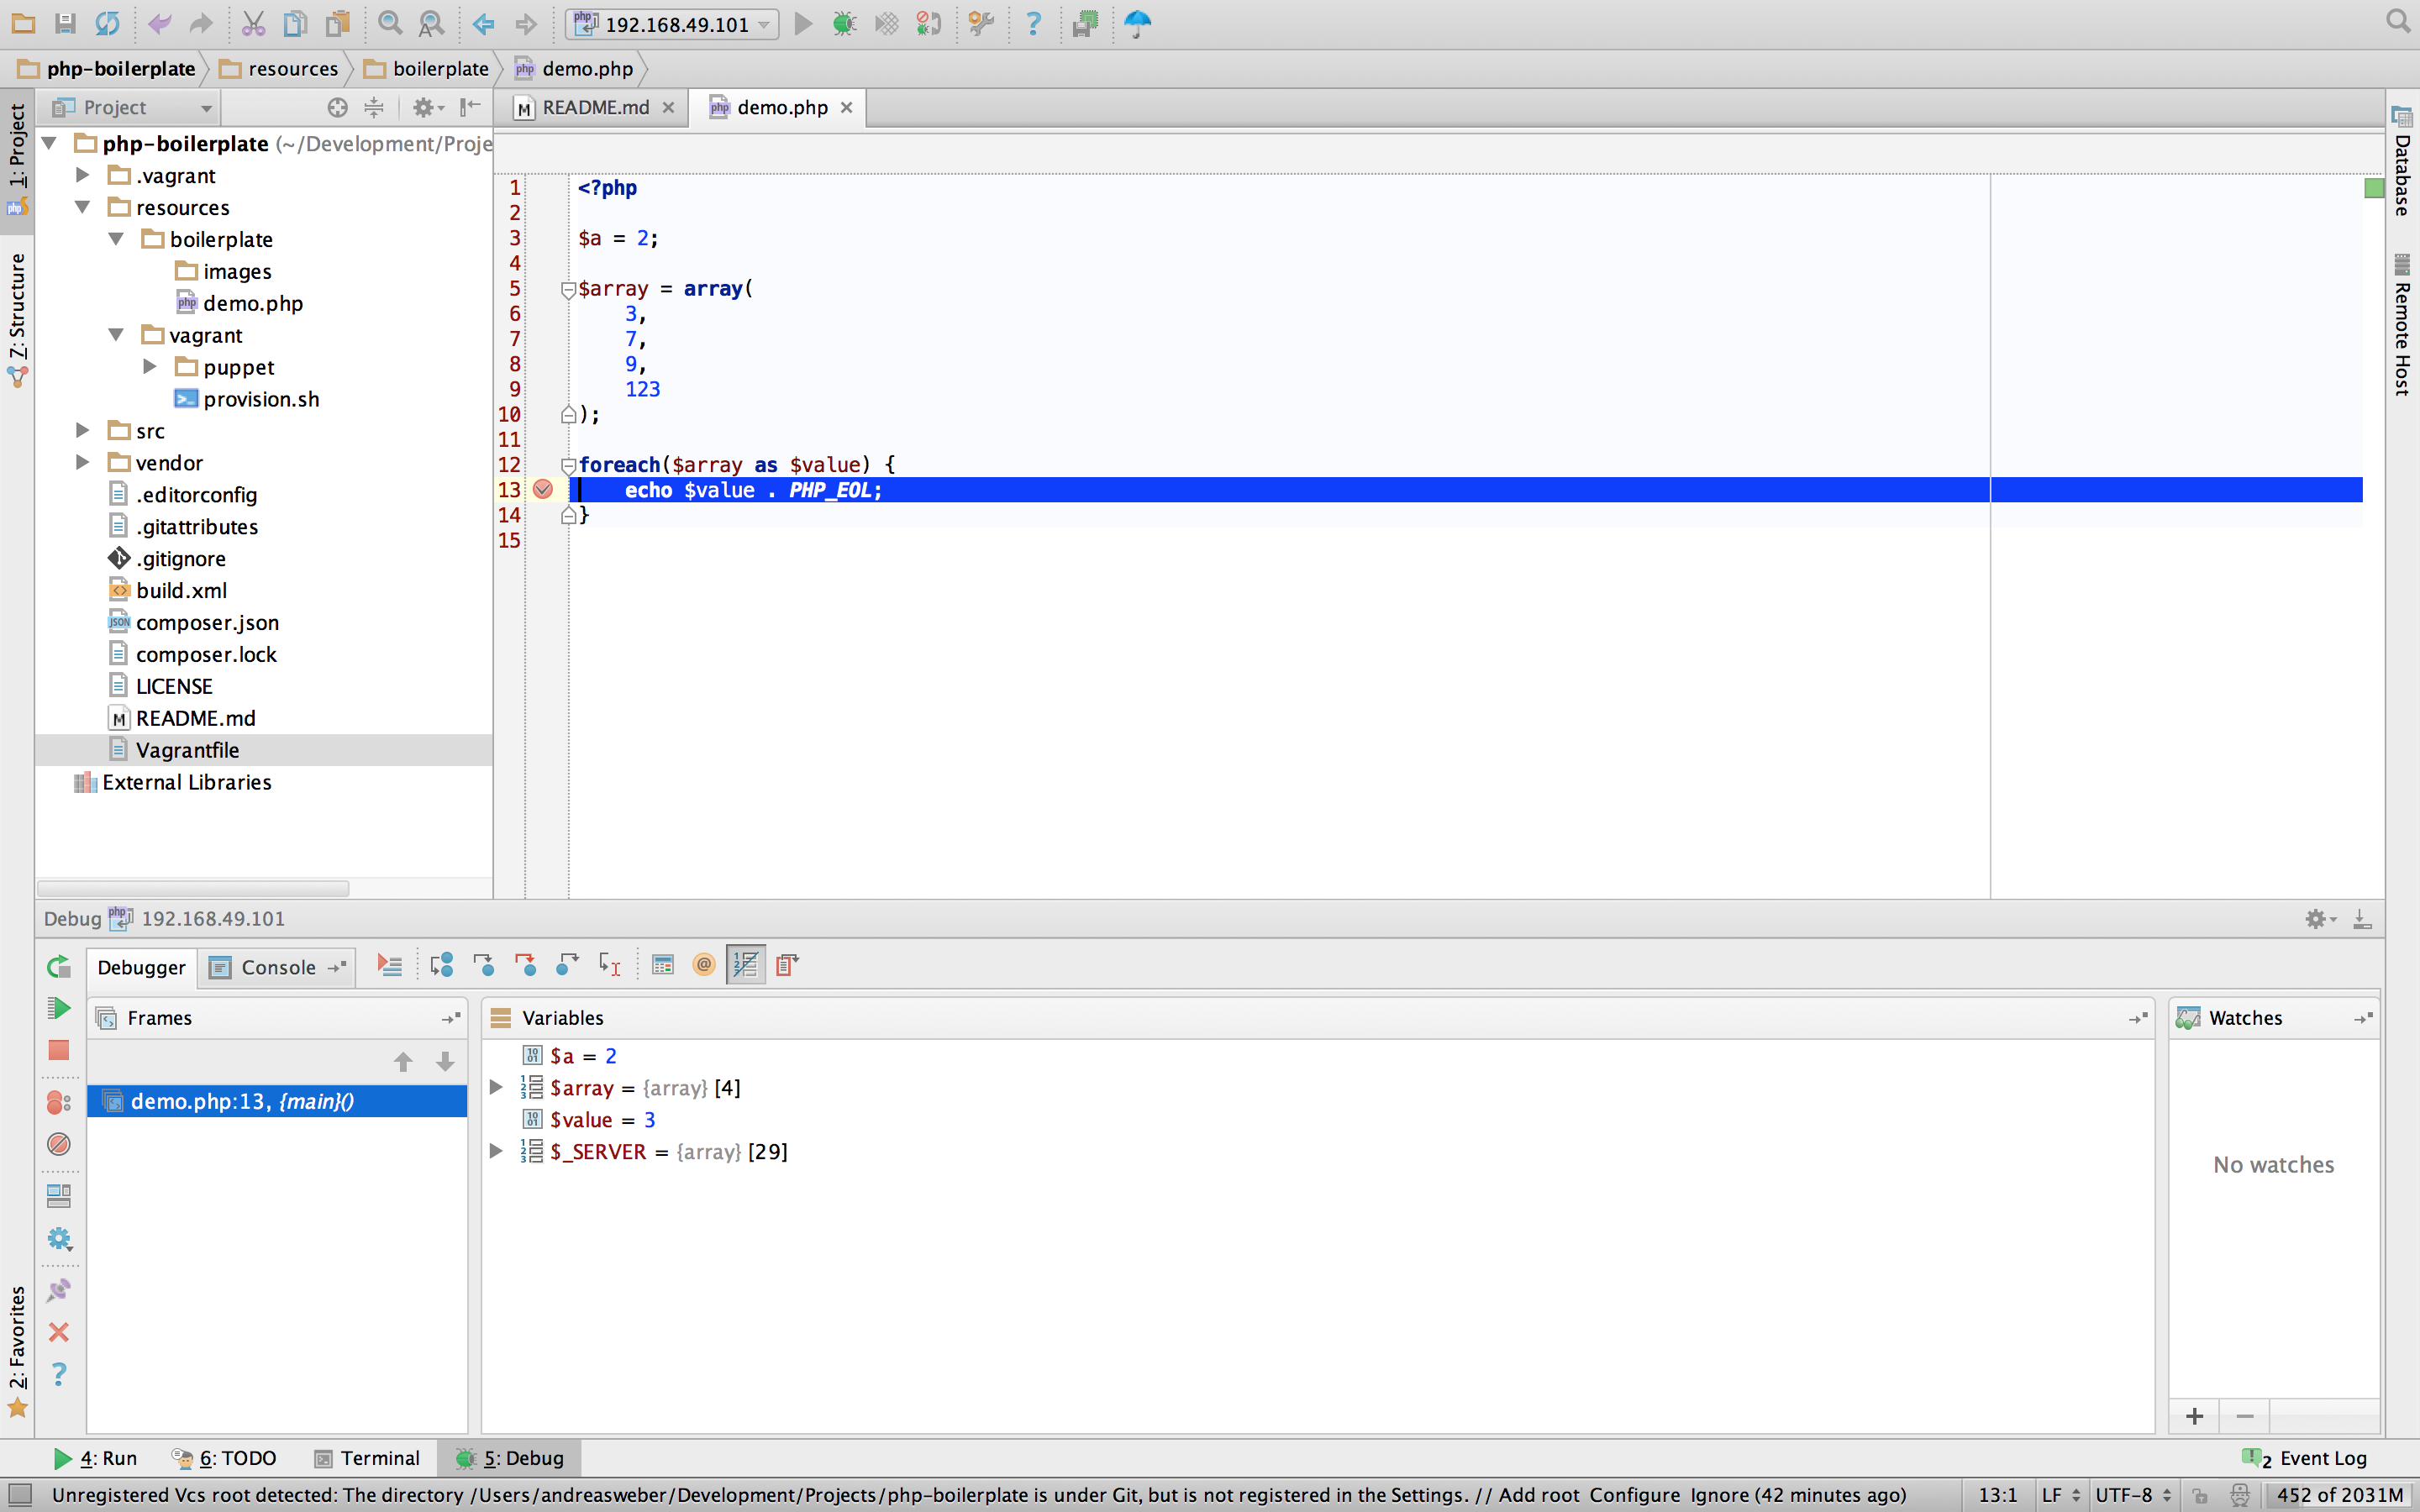 192.168.49.101
php-boilerplate resources boilerplate demo.php
1: Project
7: Structure
2: Favorites
Project
php-boilerplate (~/Development/Proje
.vagrant
resources
boilerplate
images
demo.php
vagrant
puppet
provision.sh
src
vendor
.editorconfig
.gitattributes
.gitignore
build.xml
composer.json
composer.lock
LICENSE
README.md
Vagrantfile
External Libraries
README.md demo.php
1 <?php
2
3 $a = 2;
4
5 $array = array(
6 3,
7 7,
8 9,
9 123
10 );
11
12 foreach($array as $value) {
13 echo $value . PHP_EOL;
14 }
15
Database
Remote Host
Debug 192.168.49.101
Debugger Console
Frames
demo.php:13, {main}()
Variables
$a = 2
$array = {array} [4]
$value = 3
$_SERVER = {array} [29]
Watches
No watches
4: Run 6: TODO Terminal 5: Debug 2 Event Log
Unregistered Vcs root detected: The directory /Users/andreasweber/Development/Projects/php-boilerplate is under Git, but is not registered in the Settings. // Add root Configure Ignore (42 minutes ago) 13:1 LF UTF-8 452 of 2031M